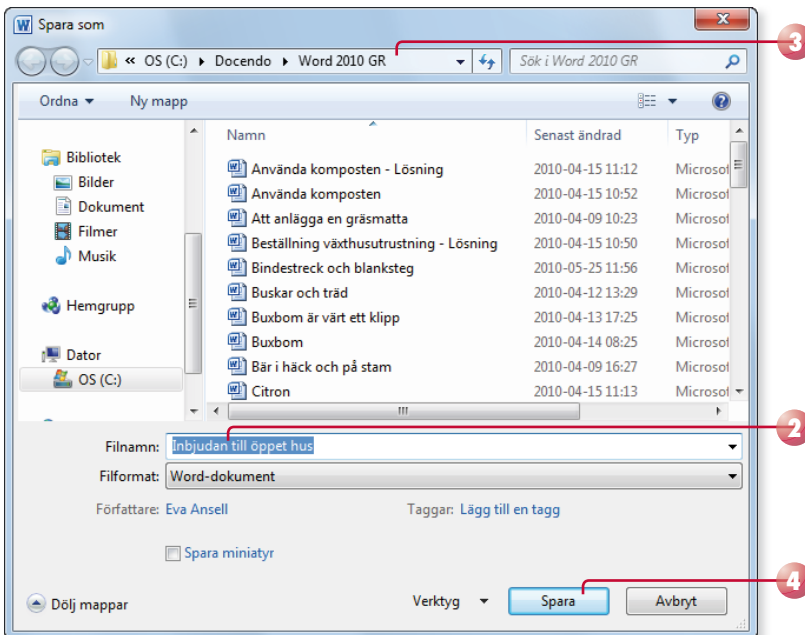 Spara som
3
« OS (C:) Docendo Word 2010 GR Sök i Word 2010 GR
Ordna Ny mapp
Namn Senast ändrad Typ
Bibliotek
Bilder
Dokument
Filmer
Musik
Hemgrupp
Dator
OS (C:)
Använda komposten - Lösning 2010-04-15 11:12 Microsof
Använda komposten 2010-04-15 10:52 Microsof
Att anlägga en gräsmatta 2010-04-09 10:23 Microsof
Beställning växthusutrustning - Lösning 2010-04-15 10:50 Microsof
Bindestreck och blanksteg 2010-05-25 11:56 Microsof
Buskar och träd 2010-04-12 13:29 Microsof
Buxbom är värt ett klipp 2010-04-13 17:25 Microsof
Buxbom 2010-04-14 08:25 Microsof
Bär i häck och på stam 2010-04-09 16:27 Microsof
Citron 2010-04-15 11:13 Microsof
Filnamn: Inbjudan till öppet hus
2
Filformat: Word-dokument
Författare: Eva Ansell Taggar: Lägg till en tagg
Spara miniatyr
4
Dölj mappar Verktyg Spara Avbryt